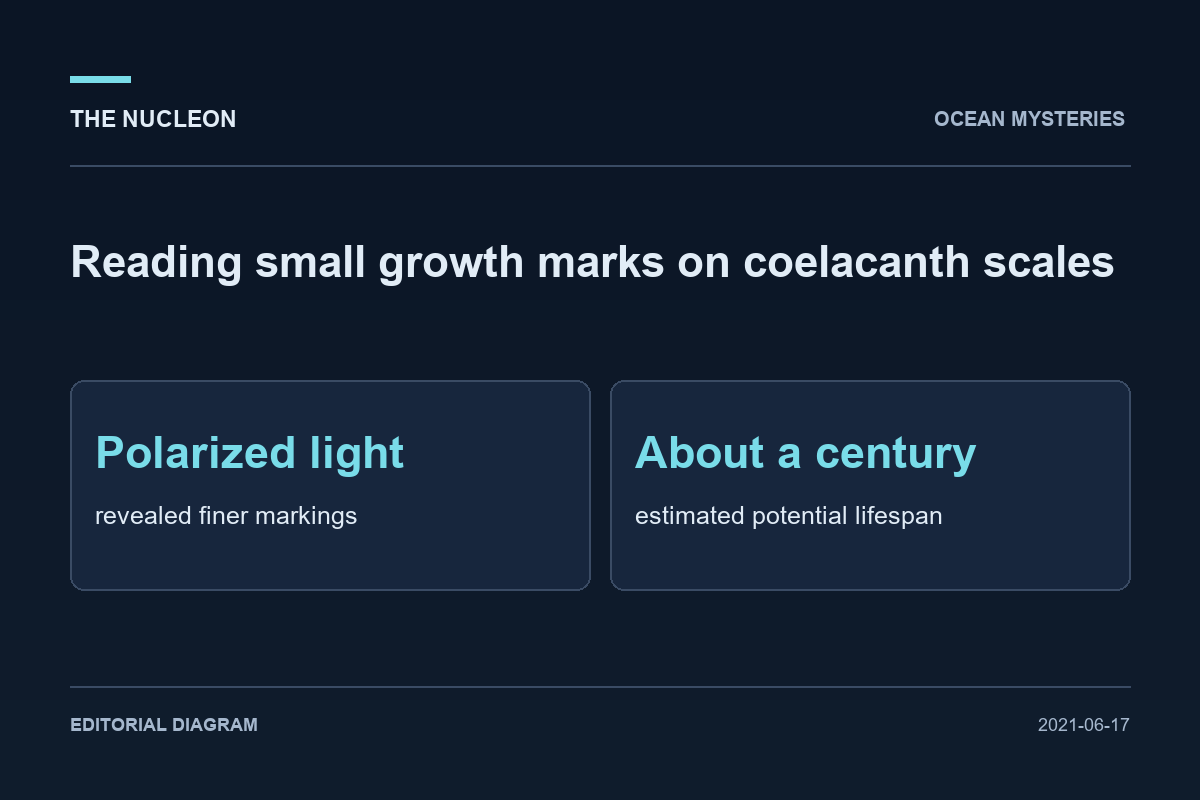 THE NUCLEON
OCEAN MYSTERIES
Reading small growth marks on coelacanth scales
Polarized light
revealed finer markings
About a century
estimated potential lifespan
EDITORIAL DIAGRAM
2021-06-17